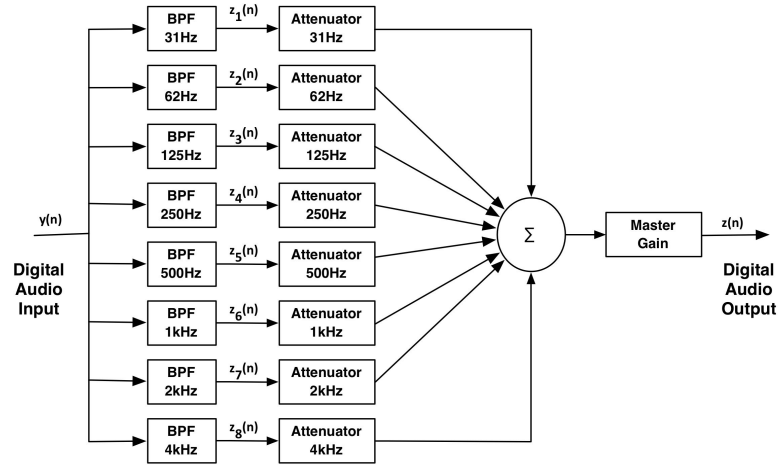 BPF
31Hz
z1(n)
Attenuator
31Hz
BPF
62Hz
z2(n)
Attenuator
62Hz
BPF
125Hz
z3(n)
Attenuator
125Hz
BPF
250Hz
z4(n)
Attenuator
250Hz
y(n)
Digital
Audio
Input
BPF
500Hz
z5(n)
Attenuator
500Hz
Σ
Master
Gain
z(n)
Digital
Audio
Output
BPF
1kHz
z6(n)
Attenuator
1kHz
BPF
2kHz
z7(n)
Attenuator
2kHz
BPF
4kHz
z8(n)
Attenuator
4kHz